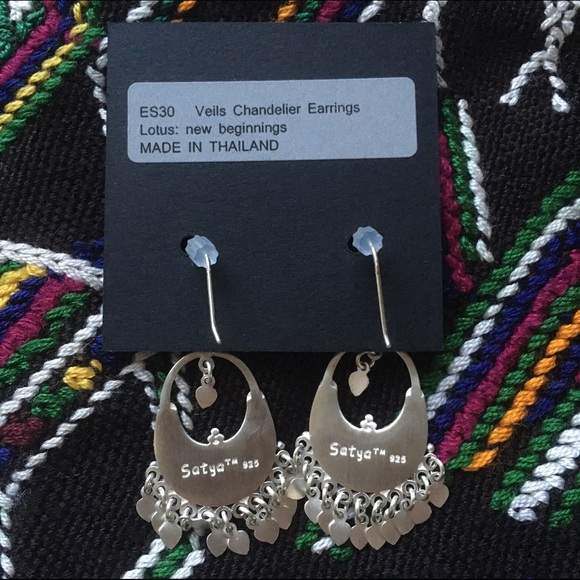 ES30 Veils Chandelier Earrings
Lotus: new beginnings
MADE IN THAILAND
Satya™ 925
Satya™ 925